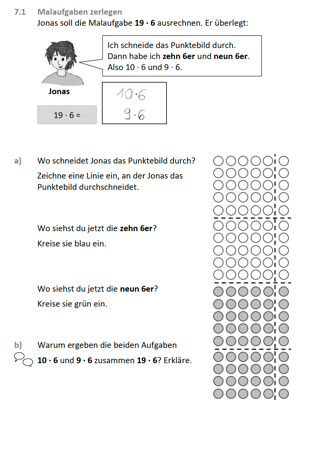 7.1 Malaufgaben zerlegen
Jonas soll die Malaufgabe 19 · 6 ausrechnen. Er überlegt:
Ich schneide das Punktebild durch.
Dann habe ich zehn 6er und neun 6er.
Also 10 · 6 und 9 · 6.
Jonas
10·6
19 · 6 =
9·6
a) Wo schneidet Jonas das Punktebild durch?
Zeichne eine Linie ein, an der Jonas das
Punktebild durchschneidet.
Wo siehst du jetzt die zehn 6er?
Kreise sie blau ein.
Wo siehst du jetzt die neun 6er?
Kreise sie grün ein.
b) Warum ergeben die beiden Aufgaben
10 · 6 und 9 · 6 zusammen 19 · 6? Erkläre.